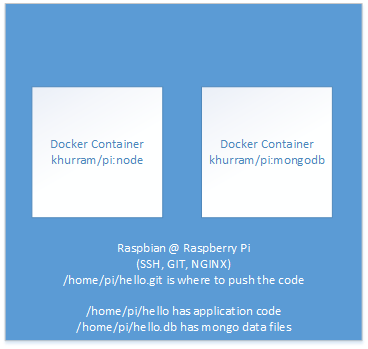 Docker Container
khurram/pi:node
Docker Container
khurram/pi:mongodb
Raspbian @ Raspberry Pi
(SSH, GIT, NGINX)
/home/pi/hello.git is where to push the code
/home/pi/hello has application code
/home/pi/hello.db has mongo data files